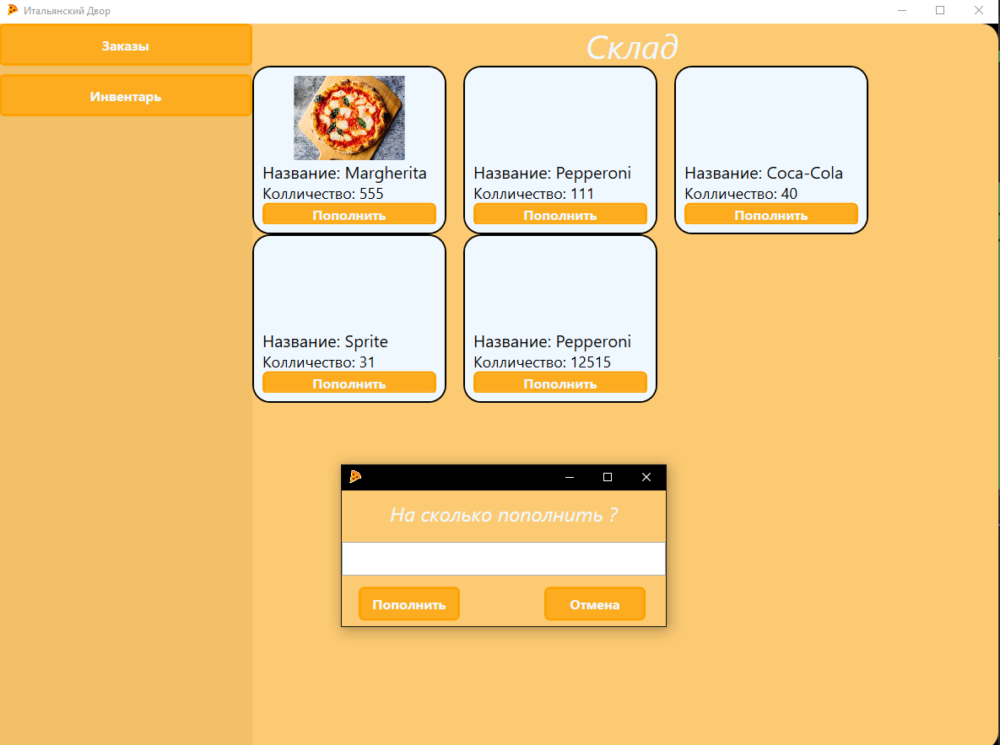 Итальянский Двор
Заказы
Инвентарь
Склад
Название: Margherita
Колличество: 555
Пополнить
Название: Pepperoni
Колличество: 111
Пополнить
Название: Coca-Cola
Колличество: 40
Пополнить
Название: Sprite
Колличество: 31
Пополнить
Название: Pepperoni
Колличество: 12515
Пополнить
На сколько пополнить ?
Пополнить
Отмена